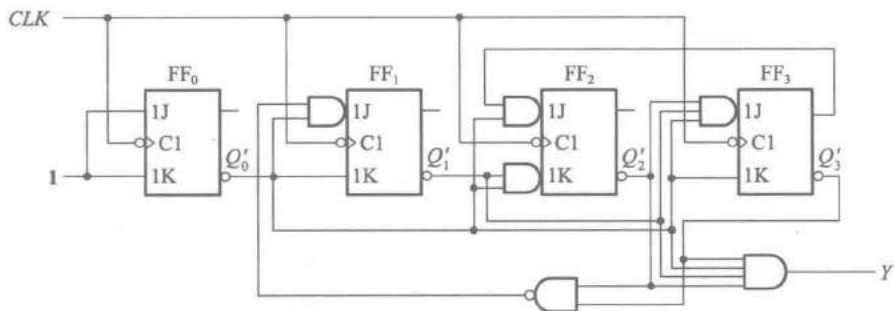 CLK
FF₀ FF₁ FF₂ FF₃
1J 1J 1J 1J
C1 C1 C1 C1
Q′₀ Q′₁ Q′₂ Q′₃
1 1K 1K 1K 1K
Y